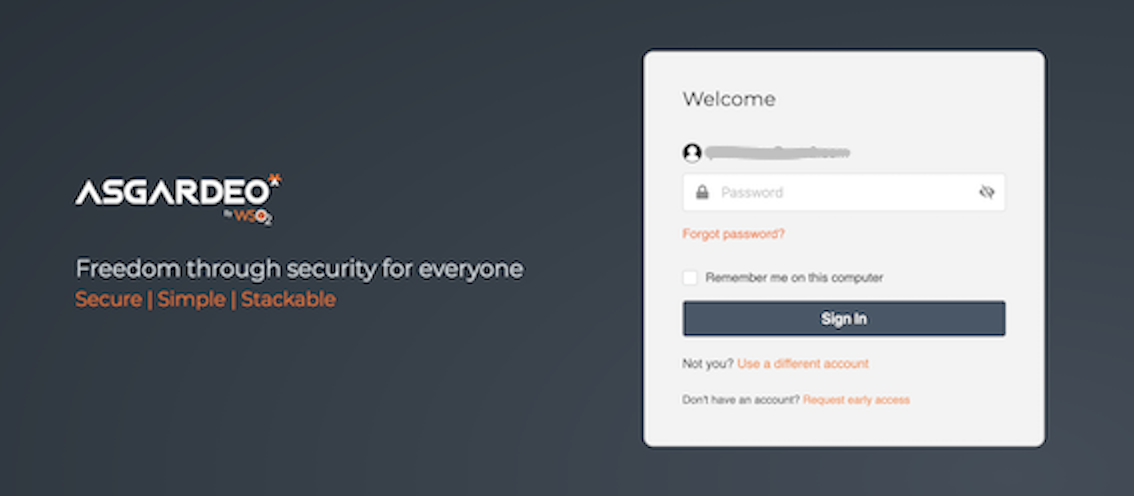 ASGARDEO
By WSO2
Freedom through security for everyone
Secure | Simple | Stackable
Welcome
Password
Forgot password?
Remember me on this computer
Sign In
Not you? Use a different account
Don't have an account? Request early access